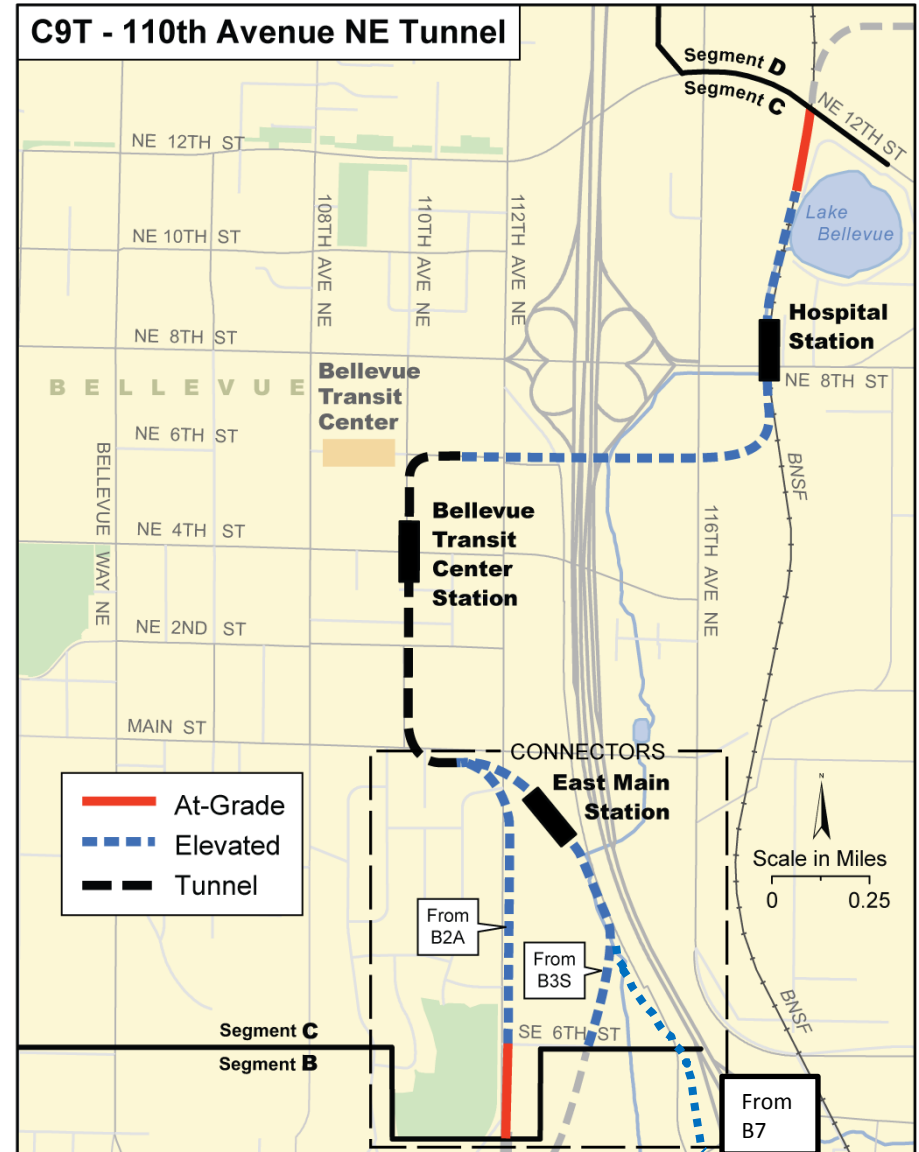 C9T - 110th Avenue NE Tunnel
Segment D
Segment C
NE 12TH ST
NE 12TH ST
Lake
Bellevue
108TH AVE NE
110TH AVE NE
112TH AVE NE
NE 10TH ST
Hospital
Station
NE 8TH ST
NE 8TH ST
BELLEVUE
Bellevue
Transit
Center
NE 6TH ST
BELLEVUE WAY NE
BNSF
Bellevue
Transit
Center
Station
NE 4TH ST
116TH AVE NE
NE 2ND ST
MAIN ST
CONNECTORS
East Main
Station
At-Grade
Elevated
Tunnel
N
Scale in Miles
0 0.25
From
B2A
From
B3S
BNSF
Segment C
Segment B
SE 6TH ST
From
B7